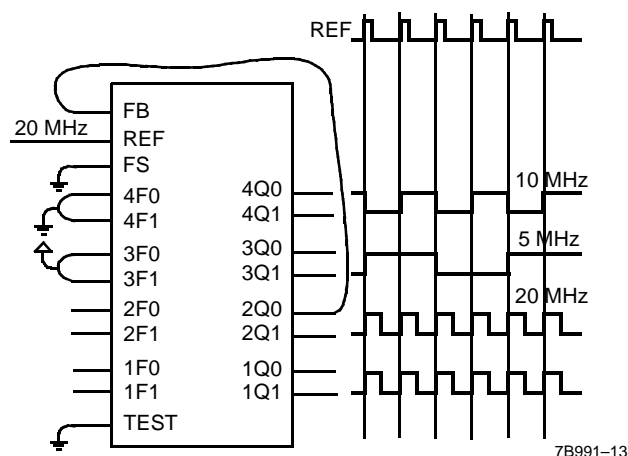 REF
FB
20 MHz
REF
FS
4F0
4Q0
10 MHz
4F1
4Q1
3F0
3Q0
5 MHz
3F1
3Q1
2F0
2Q0
20 MHz
2F1
2Q1
1F0
1Q0
1F1
1Q1
TEST
7B991–13